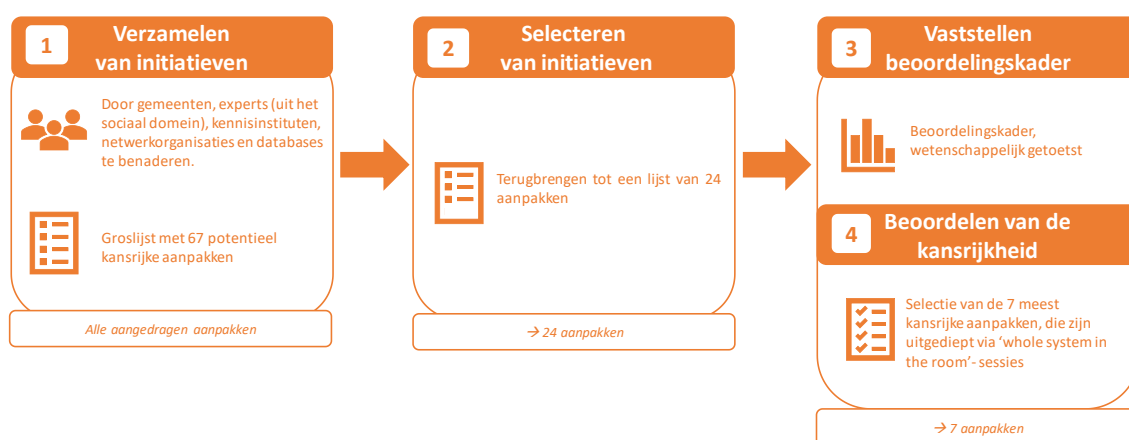 1
Verzamelen
van initiatieven
Door gemeenten, experts (uit het
sociaal domein), kennisinstituten,
netwerkorganisaties en databases
te benaderen.
Groslijst met 67 potentieel
kansrijke aanpakken
Alle aangedragen aanpakken
2
Selecteren
van initiatieven
Terugbrengen tot een lijst van 24
aanpakken
→ 24 aanpakken
3
Vaststellen
beoordelingskader
Beoordelingskader,
wetenschappelijk getoetst
4
Beoordelen van de
kansrijkheid
Selectie van de 7 meest
kansrijke aanpakken, die zijn
uitgediept via ‘whole system in
the room’- sessies
→ 7 aanpakken